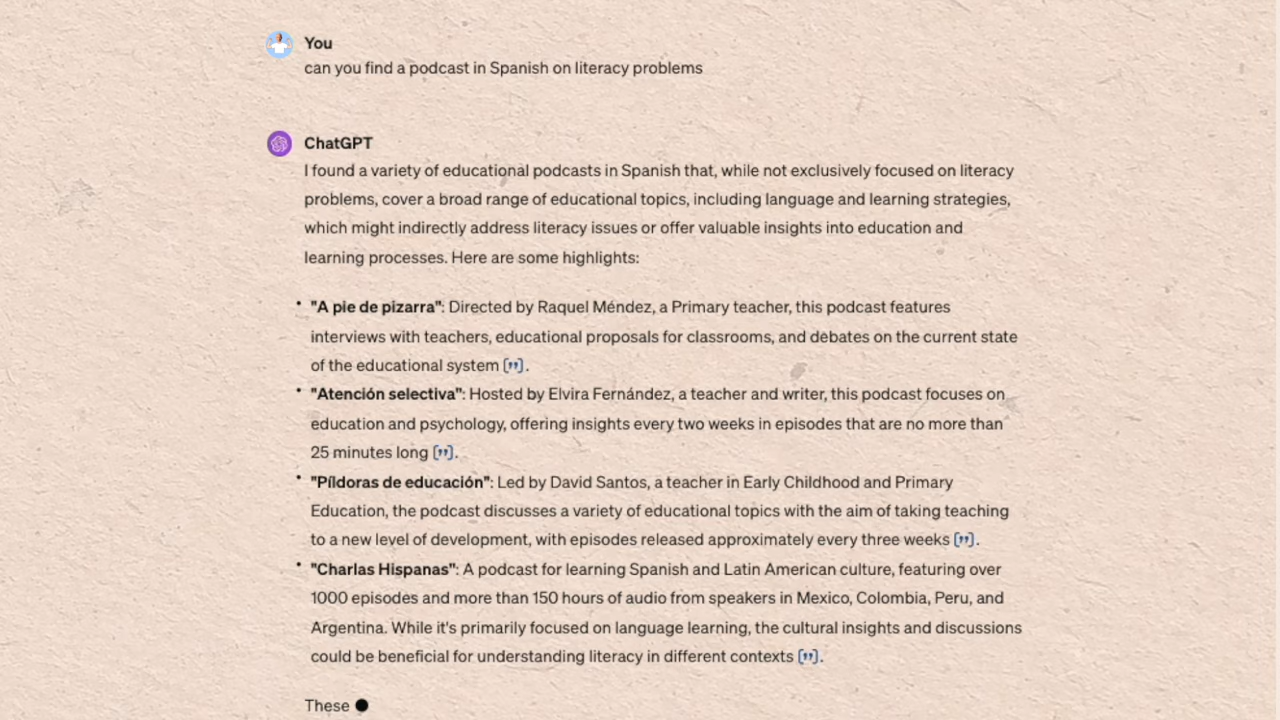 You
can you find a podcast in Spanish on literacy problems
ChatGPT
I found a variety of educational podcasts in Spanish that, while not exclusively focused on literacy
problems, cover a broad range of educational topics, including language and learning strategies,
which might indirectly address literacy issues or offer valuable insights into education and
learning processes. Here are some highlights:
• "A pie de pizarra": Directed by Raquel Méndez, a Primary teacher, this podcast features
interviews with teachers, educational proposals for classrooms, and debates on the current state
of the educational system [”].
• "Atención selectiva": Hosted by Elvira Fernández, a teacher and writer, this podcast focuses on
education and psychology, offering insights every two weeks in episodes that are no more than
25 minutes long [”].
• "Píldoras de educación": Led by David Santos, a teacher in Early Childhood and Primary
Education, the podcast discusses a variety of educational topics with the aim of taking teaching
to a new level of development, with episodes released approximately every three weeks [”].
• "Charlas Hispanas": A podcast for learning Spanish and Latin American culture, featuring over
1000 episodes and more than 150 hours of audio from speakers in Mexico, Colombia, Peru, and
Argentina. While it's primarily focused on language learning, the cultural insights and discussions
could be beneficial for understanding literacy in different contexts [”].
These ●